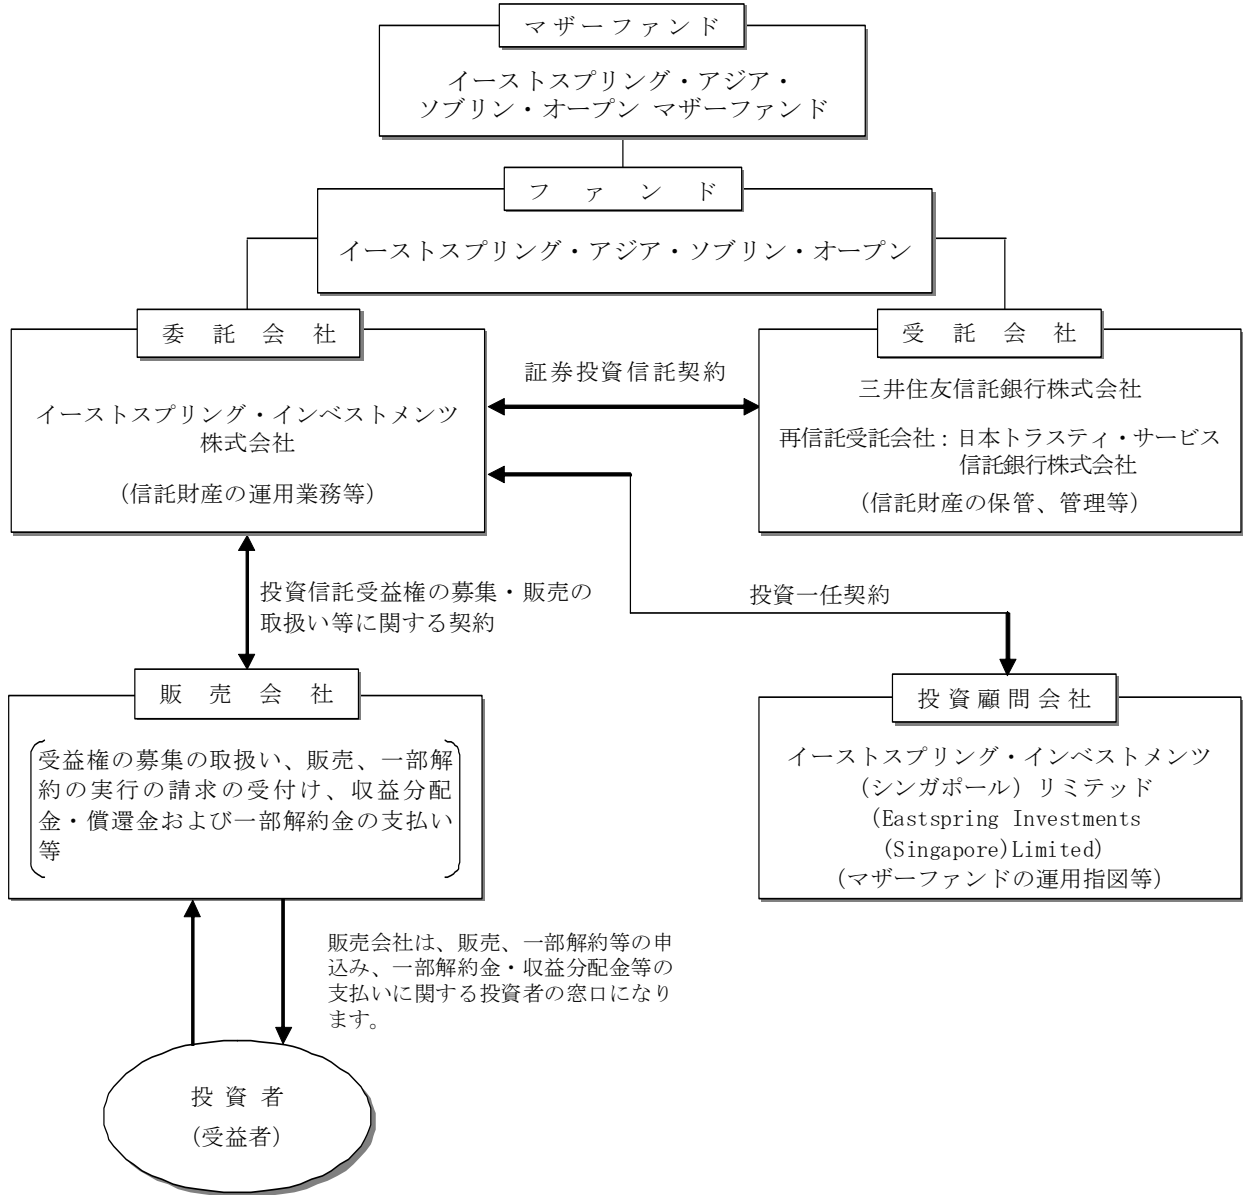 マザーファンド
イーストスプリング・アジア・
ソブリン・オープン マザーファンド
ファンド
イーストスプリング・アジア・ソブリン・オープン
委託会社
イーストスプリング・インベストメンツ
株式会社
（信託財産の運用業務等）
証券投資信託契約
受託会社
三井住友信託銀行株式会社
再信託受託会社：日本トラスティ・サービス
信託銀行株式会社
（信託財産の保管、管理等）
投資信託受益権の募集・販売の
取扱い等に関する契約
投資一任契約
販売会社
受益権の募集の取扱い、販売、一部解
約の実行の請求の受付け、収益分配
金・償還金および一部解約金の支払い
等
投資顧問会社
イーストスプリング・インベストメンツ
（シンガポール）リミテッド
(Eastspring Investments
(Singapore)Limited)
（マザーファンドの運用指図等）
販売会社は、販売、一部解約等の申
込み、一部解約金・収益分配金等の
支払いに関する投資者の窓口になり
ます。
投資者
（受益者）